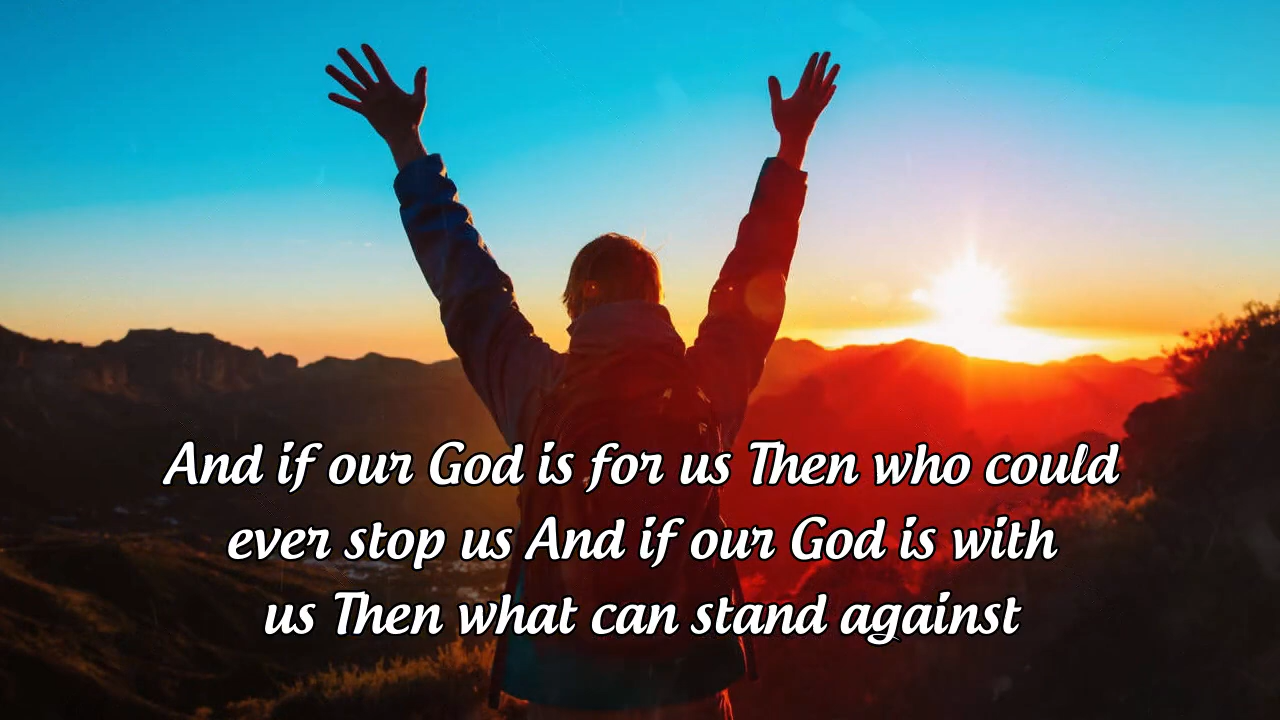 And if our God is for us Then who could
ever stop us And if our God is with
us Then what can stand against